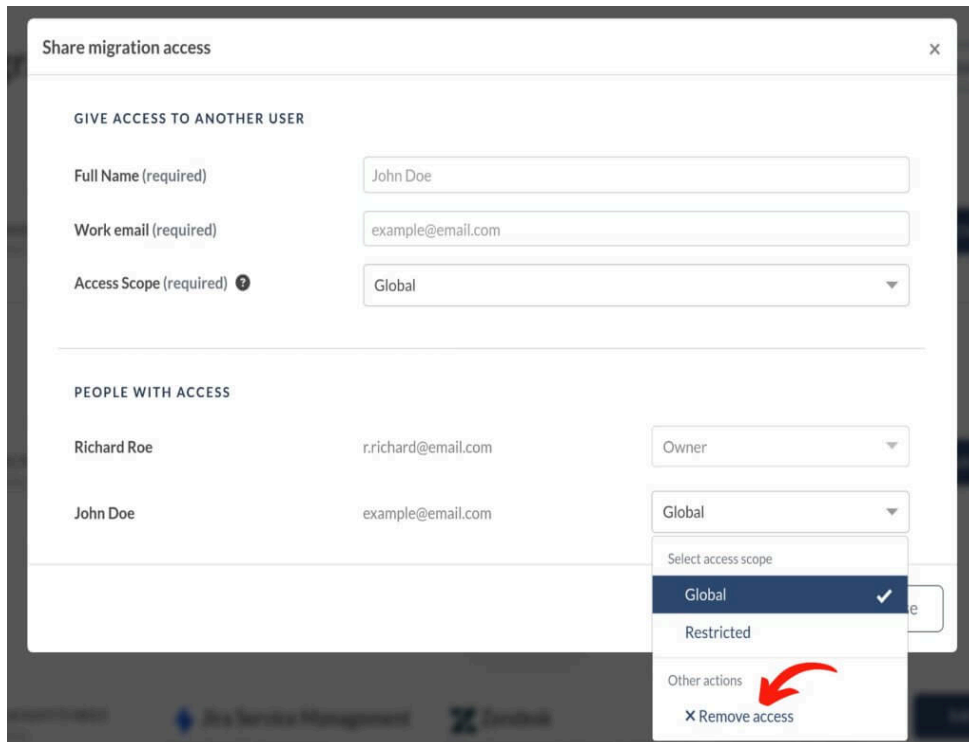 Share migration access ×
GIVE ACCESS TO ANOTHER USER
Full Name (required) John Doe
Work email (required) example@email.com
Access Scope (required) ? Global
PEOPLE WITH ACCESS
Richard Roe r.richard@email.com Owner
John Doe example@email.com Global
Select access scope
Global
Restricted
Other actions
× Remove access
Jira Service Management Zendesk